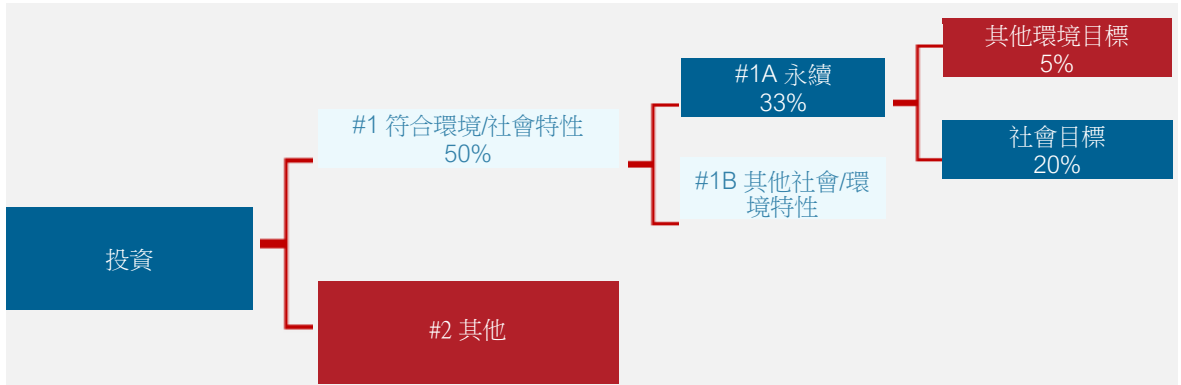 其他環境目標
5%
#1A 永續
33%
#1 符合環境/社會特性
50%
社會目標
20%
#1B 其他社會/環
境特性
投資
#2 其他